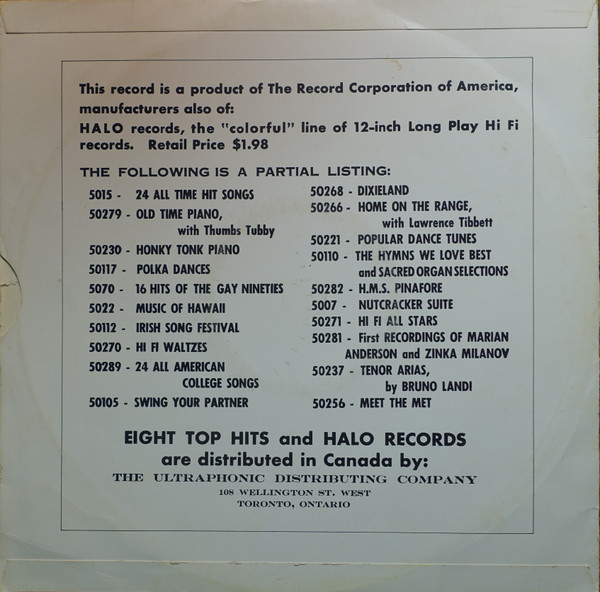 This record is a product of The Record Corporation of America,
manufacturers also of:
HALO records, the "colorful" line of 12-inch Long Play Hi Fi
records. Retail Price $1.98
THE FOLLOWING IS A PARTIAL LISTING:
5015 - 24 ALL TIME HIT SONGS
50279 - OLD TIME PIANO,
with Thumbs Tubby
50230 - HONKY TONK PIANO
50117 - POLKA DANCES
5070 - 16 HITS OF THE GAY NINETIES
5022 - MUSIC OF HAWAII
50112 - IRISH SONG FESTIVAL
50270 - HI FI WALTZES
50289 - 24 ALL AMERICAN
COLLEGE SONGS
50105 - SWING YOUR PARTNER
50268 - DIXIELAND
50266 - HOME ON THE RANGE,
with Lawrence Tibbett
50221 - POPULAR DANCE TUNES
50110 - THE HYMNS WE LOVE BEST
and SACRED ORGAN SELECTIONS
50282 - H.M.S. PINAFORE
5007 - NUTCRACKER SUITE
50271 - HI FI ALL STARS
50281 - First RECORDINGS OF MARIAN
ANDERSON and ZINKA MILANOV
50237 - TENOR ARIAS,
by BRUNO LANDI
50256 - MEET THE MET
EIGHT TOP HITS and HALO RECORDS
are distributed in Canada by:
THE ULTRAPHONIC DISTRIBUTING COMPANY
108 WELLINGTON ST. WEST
TORONTO, ONTARIO